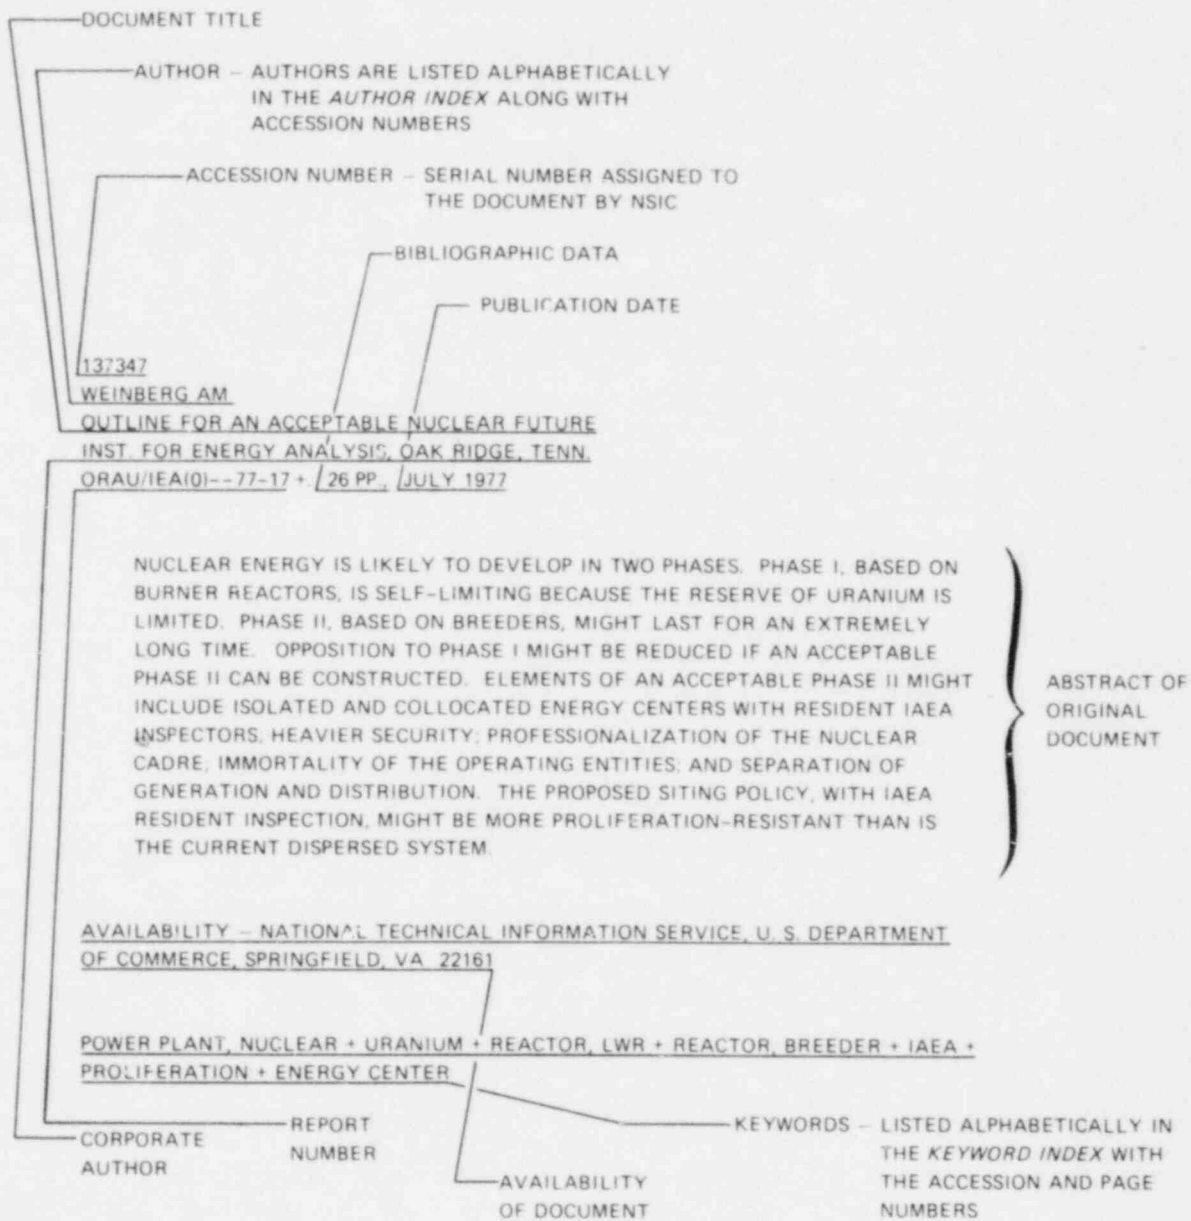 DOCUMENT TITLE
AUTHOR – AUTHORS ARE LISTED ALPHABETICALLY
IN THE AUTHOR INDEX ALONG WITH
ACCESSION NUMBERS
ACCESSION NUMBER – SERIAL NUMBER ASSIGNED TO
THE DOCUMENT BY NSIC
BIBLIOGRAPHIC DATA
PUBLICATION DATE
137347
WEINBERG AM
OUTLINE FOR AN ACCEPTABLE NUCLEAR FUTURE
INST. FOR ENERGY ANALYSIS, OAK RIDGE, TENN.
ORAU/IEA(O)--77-17 +. 26 PP., JULY 1977
NUCLEAR ENERGY IS LIKELY TO DEVELOP IN TWO PHASES. PHASE I, BASED ON
BURNER REACTORS, IS SELF-LIMITING BECAUSE THE RESERVE OF URANIUM IS
LIMITED. PHASE II, BASED ON BREEDERS, MIGHT LAST FOR AN EXTREMELY
LONG TIME. OPPOSITION TO PHASE I MIGHT BE REDUCED IF AN ACCEPTABLE
PHASE II CAN BE CONSTRUCTED. ELEMENTS OF AN ACCEPTABLE PHASE II MIGHT
INCLUDE ISOLATED AND COLLOCATED ENERGY CENTERS WITH RESIDENT IAEA
INSPECTORS, HEAVIER SECURITY; PROFESSIONALIZATION OF THE NUCLEAR
CADRE, IMMORTALITY OF THE OPERATING ENTITIES; AND SEPARATION OF
GENERATION AND DISTRIBUTION. THE PROPOSED SITING POLICY, WITH IAEA
RESIDENT INSPECTION, MIGHT BE MORE PROLIFERATION-RESISTANT THAN IS
THE CURRENT DISPERSED SYSTEM.
ABSTRACT OF
ORIGINAL
DOCUMENT
AVAILABILITY – NATIONAL TECHNICAL INFORMATION SERVICE, U. S. DEPARTMENT
OF COMMERCE, SPRINGFIELD, VA 22161
POWER PLANT, NUCLEAR + URANIUM + REACTOR, LWR + REACTOR, BREEDER + IAEA +
PROLIFERATION + ENERGY CENTER
CORPORATE
AUTHOR
REPORT
NUMBER
AVAILABILITY
OF DOCUMENT
KEYWORDS – LISTED ALPHABETICALLY IN
THE KEYWORD INDEX WITH
THE ACCESSION AND PAGE
NUMBERS